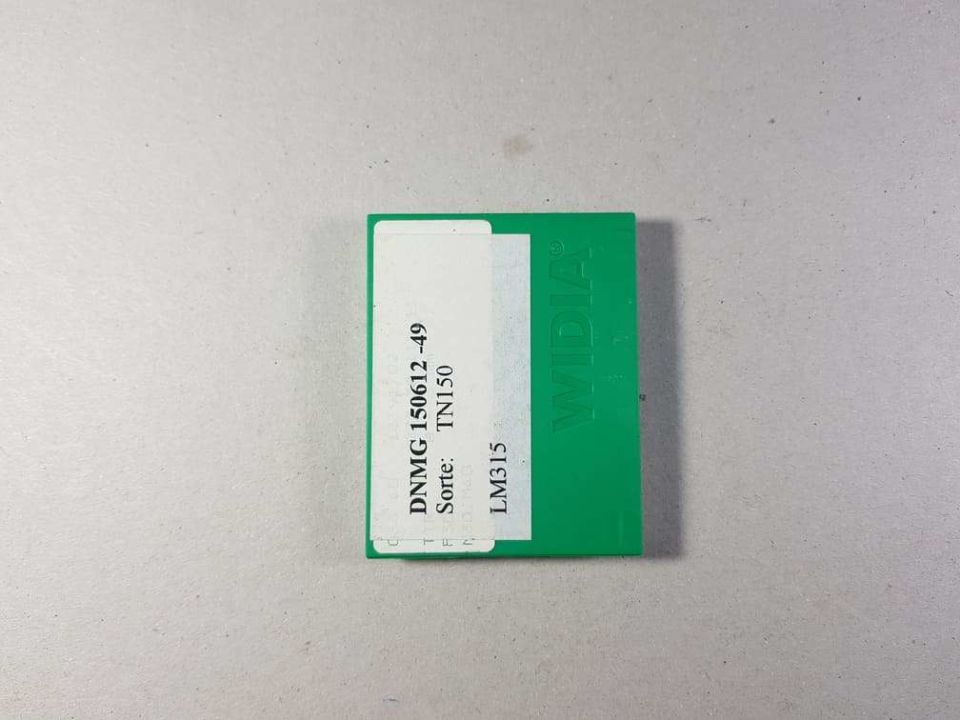 DNMG 150612 -49
Sorte: TN150
LM315
WIDIA®